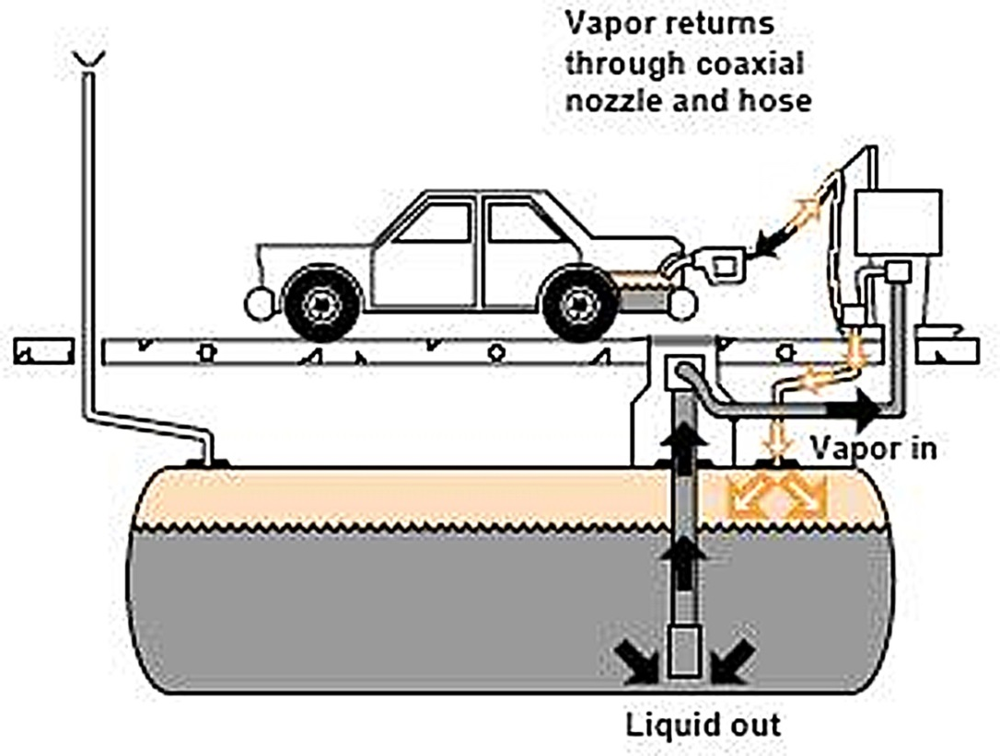 Vapor returns
through coaxial
nozzle and hose
Vapor in
Liquid out